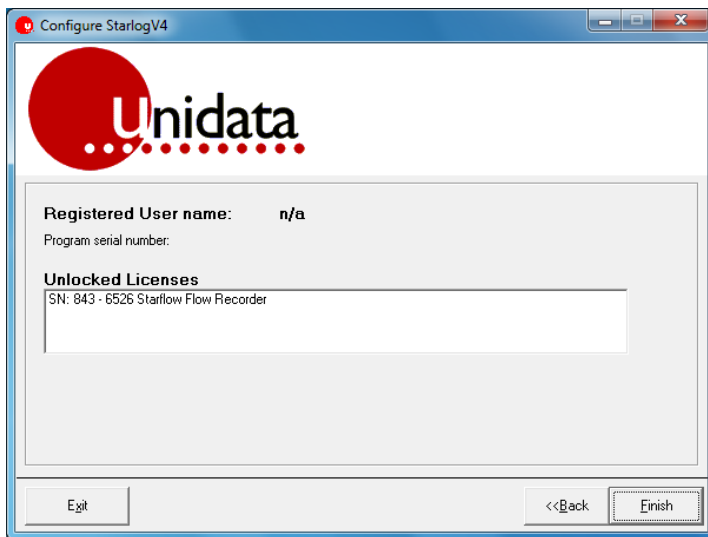 Configure StarlogV4
Unidata
Registered User name: n/a
Program serial number:
Unlocked Licenses
SN: 843 - 6526 Starflow Flow Recorder
Exit
<<Back
Finish